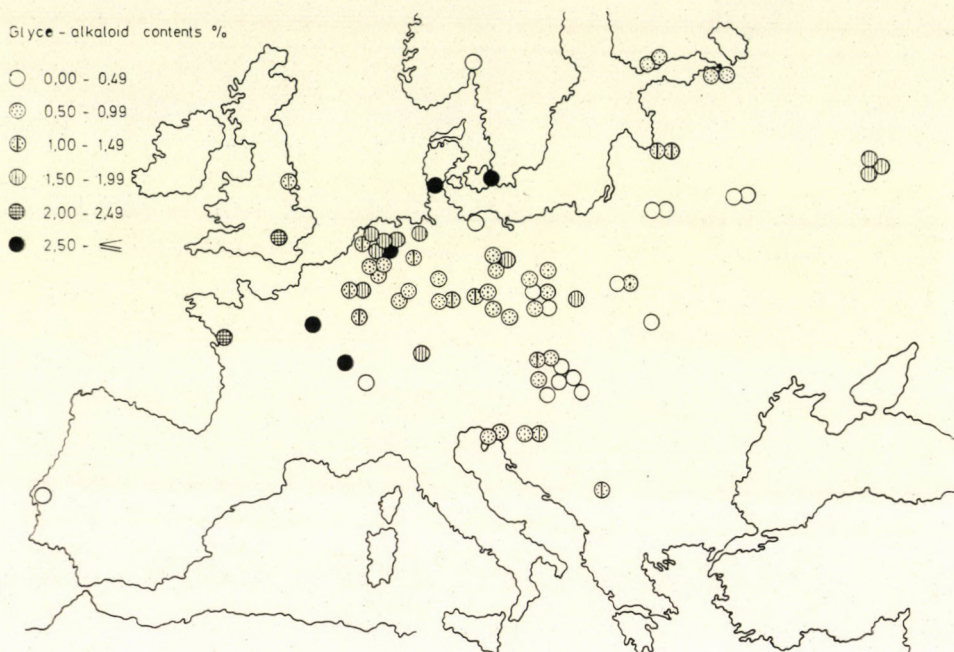 Glyce - alkaloid contents %
0,00 - 0,49
0,50 - 0,99
1,00 - 1,49
1,50 - 1,99
2,00 - 2,49
2,50 - ≦